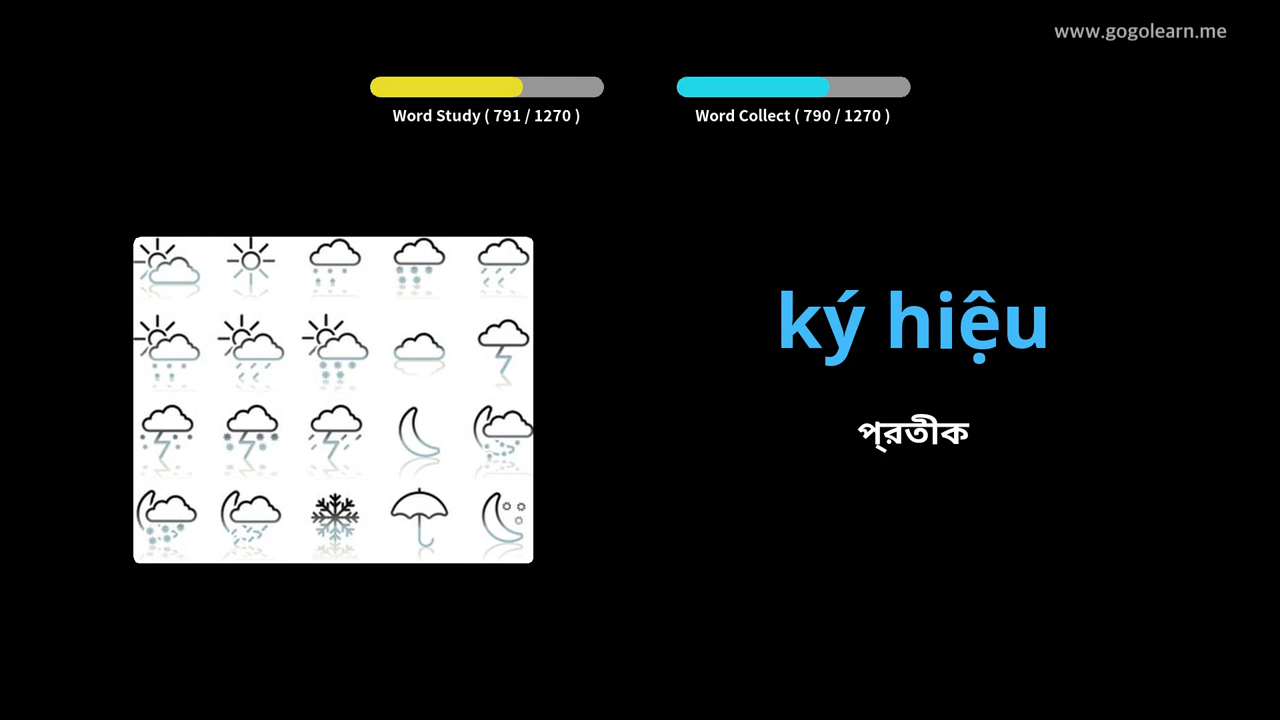 www.gogolearn.me
Word Study ( 791 / 1270 )
Word Collect ( 790 / 1270 )
ký hiệu
প্রতীক